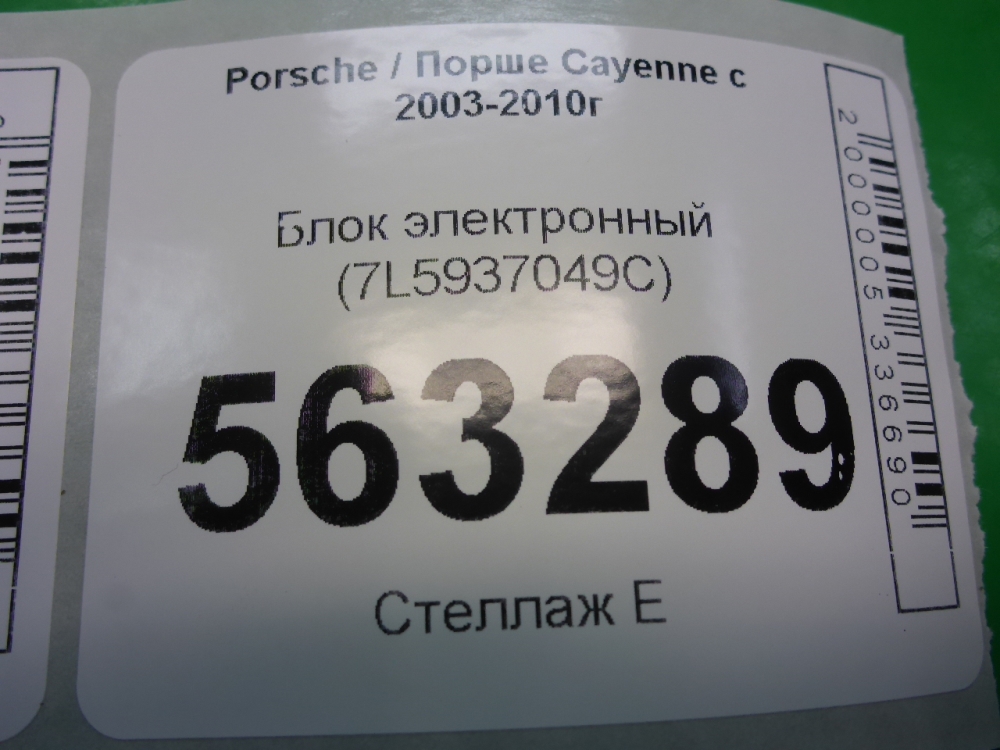 Porsche / Порше Cayenne с
2003-2010г
Блок электронный
(7L5937049C)
563289
Стеллаж Е
2000005336690